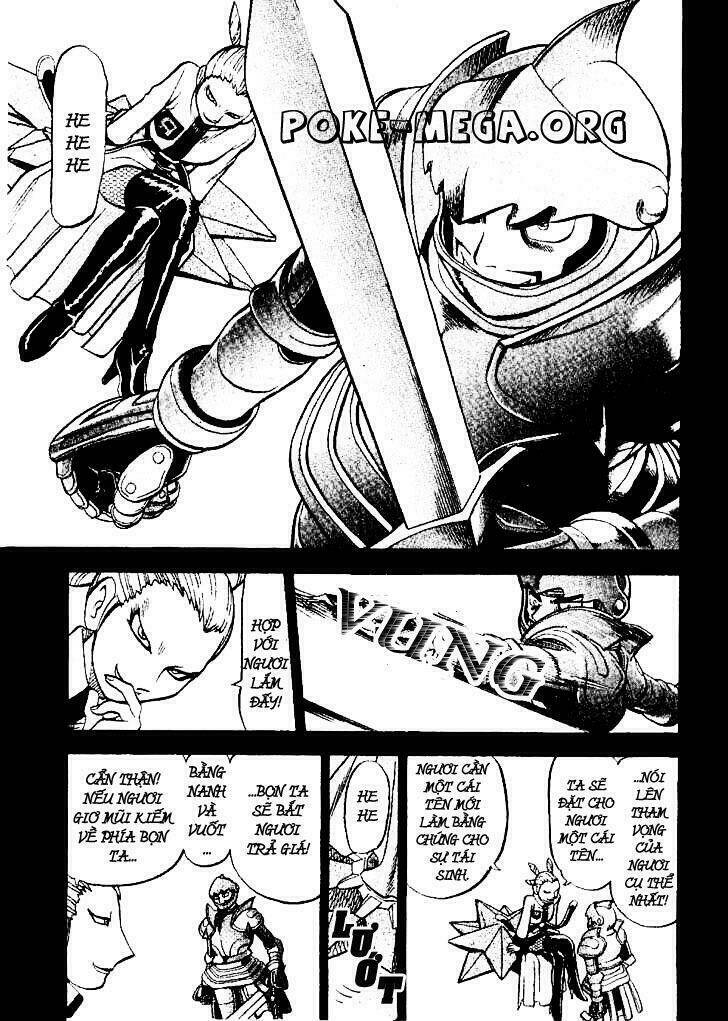 POKE-MEGA.ORG
HE
HE
HE
VUNG
HỢP
VỚI
NGƯƠI
LẮM
ĐẤY!
...NÓI
LÊN THAM
VỌNG
CỦA
NGƯƠI
CỤ THỂ
NHẤT!
TA SẼ
ĐẶT CHO
NGƯƠI
MỘT CÁI
TÊN...
NGƯƠI CẦN
MỘT CÁI
TÊN MỚI
LÀM BẰNG
CHỨNG CHO
SỰ TÁI
SINH.
HE
HE
LƯỚT
...BỌN TA
SẼ BẮT
NGƯƠI
TRẢ GIÁ!
BẰNG
NANH
VÀ
VUỐT
...
CẨN THẬN!
NẾU NGƯƠI
GIƠ MŨI KIẾM
VỀ PHÍA BỌN
TA...